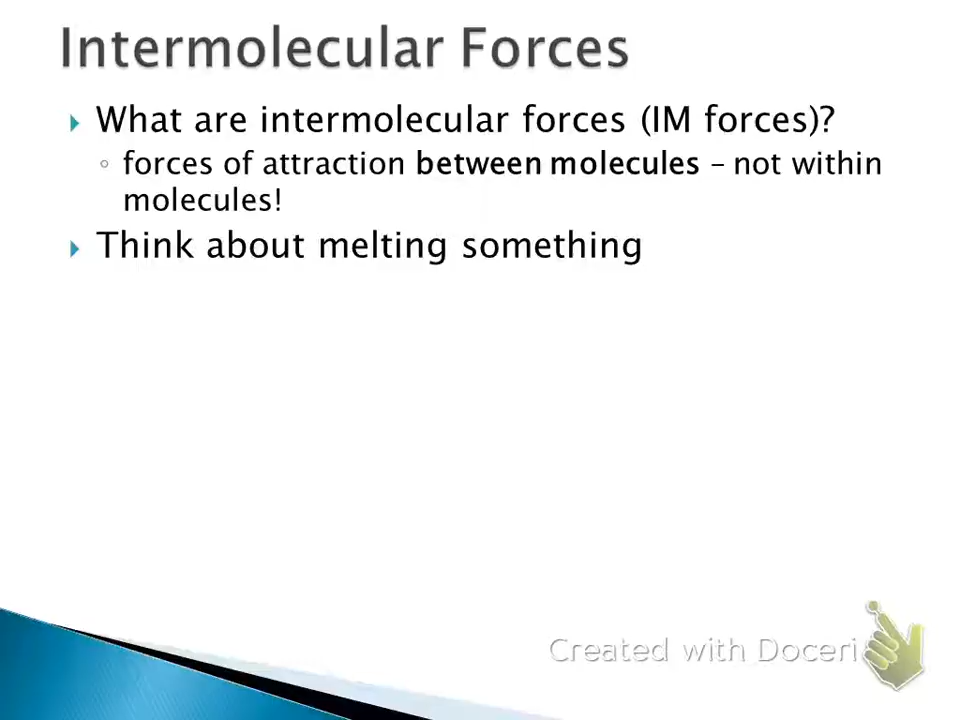 Intermolecular Forces
What are intermolecular forces (IM forces)?
forces of attraction between molecules – not within
molecules!
Think about melting something
Created with Doceri